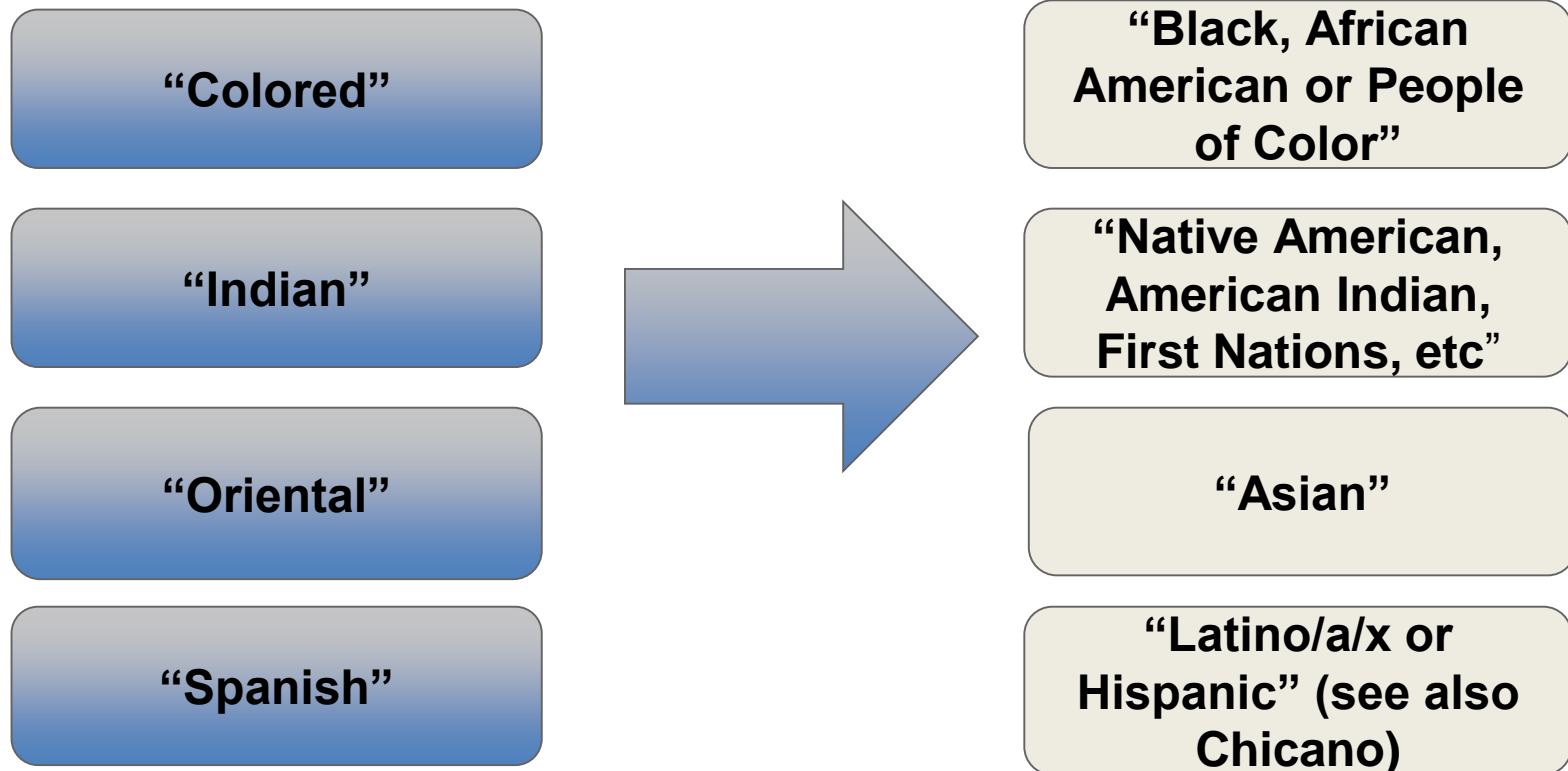 “Colored”
“Black, African
American or People
of Color”
“Indian”
“Native American,
American Indian,
First Nations, etc”
“Oriental”
“Asian”
“Spanish”
“Latino/a/x or
Hispanic” (see also
Chicano)